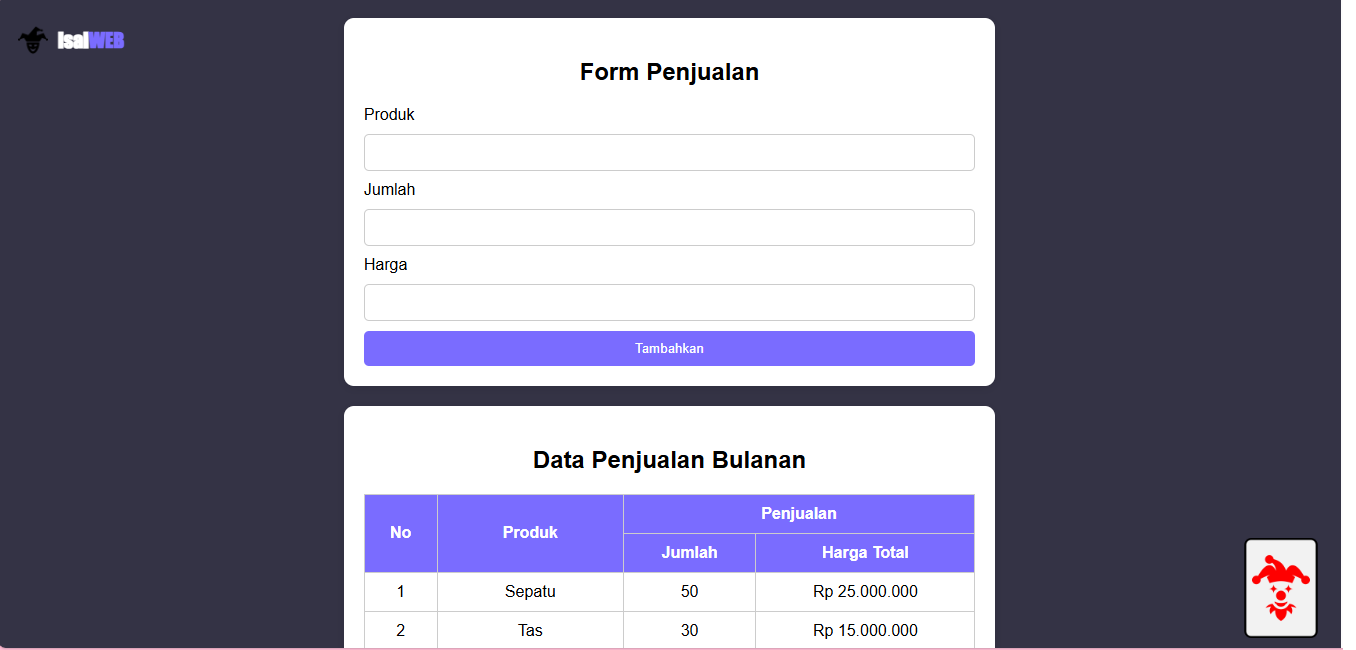 IsalWEB
Form Penjualan
Produk
Jumlah
Harga
Tambahkan
Data Penjualan Bulanan
No Produk Penjualan
Jumlah Harga Total
1 Sepatu 50 Rp 25.000.000
2 Tas 30 Rp 15.000.000